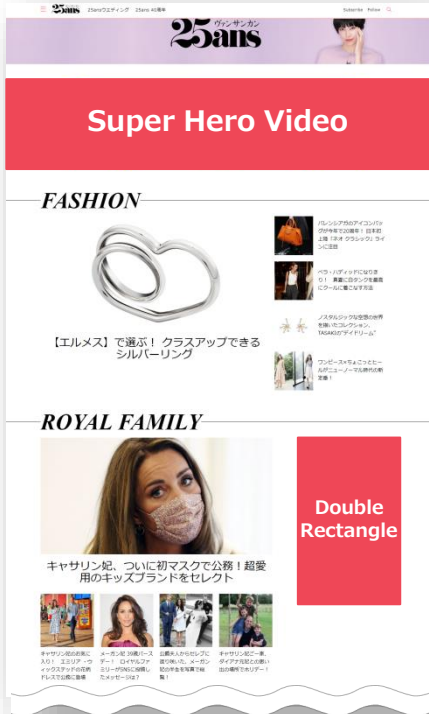 25ans
25ansウエディング
25ans 40周年
Subscribe
Follow
ヴァンサンカン
25ans
Super Hero Video
FASHION
【エルメス】で選ぶ! クラスアップできる
シルバーリング
バレンシアガのアイコンバッ
グが今年で20周年! 日本初
上陸「ネオ クラシック」ライ
ンに注目
ベラ・ハディッドになりき
り! 真夏に白タンクを最高
にクールに着こなす方法
ノスタルジックな空想の世界
を描いたコレクション、
TASAKIの“デイドリーム”
ワンピース×ちょこっとヒー
ルがニューノーマル時代の新
定番!
ROYAL FAMILY
キャサリン妃、ついに初マスクで公務!超愛
用のキッズブランドをセレクト
Double
Rectangle
キャサリン妃のお気に
入り! エミリア・ウ
ィックステッドの花柄
ドレスで公務に登場
メーガン妃 39歳バース
デー! ロイヤルファ
ミリーがSNSに投稿し
たメッセージは?
公爵夫人からセレブに
返り咲いた、メーガン
妃の半生を写真で総
覧!
キャサリン妃ご一家、
ダイアナ元妃との思い
出の場所でホリデー!